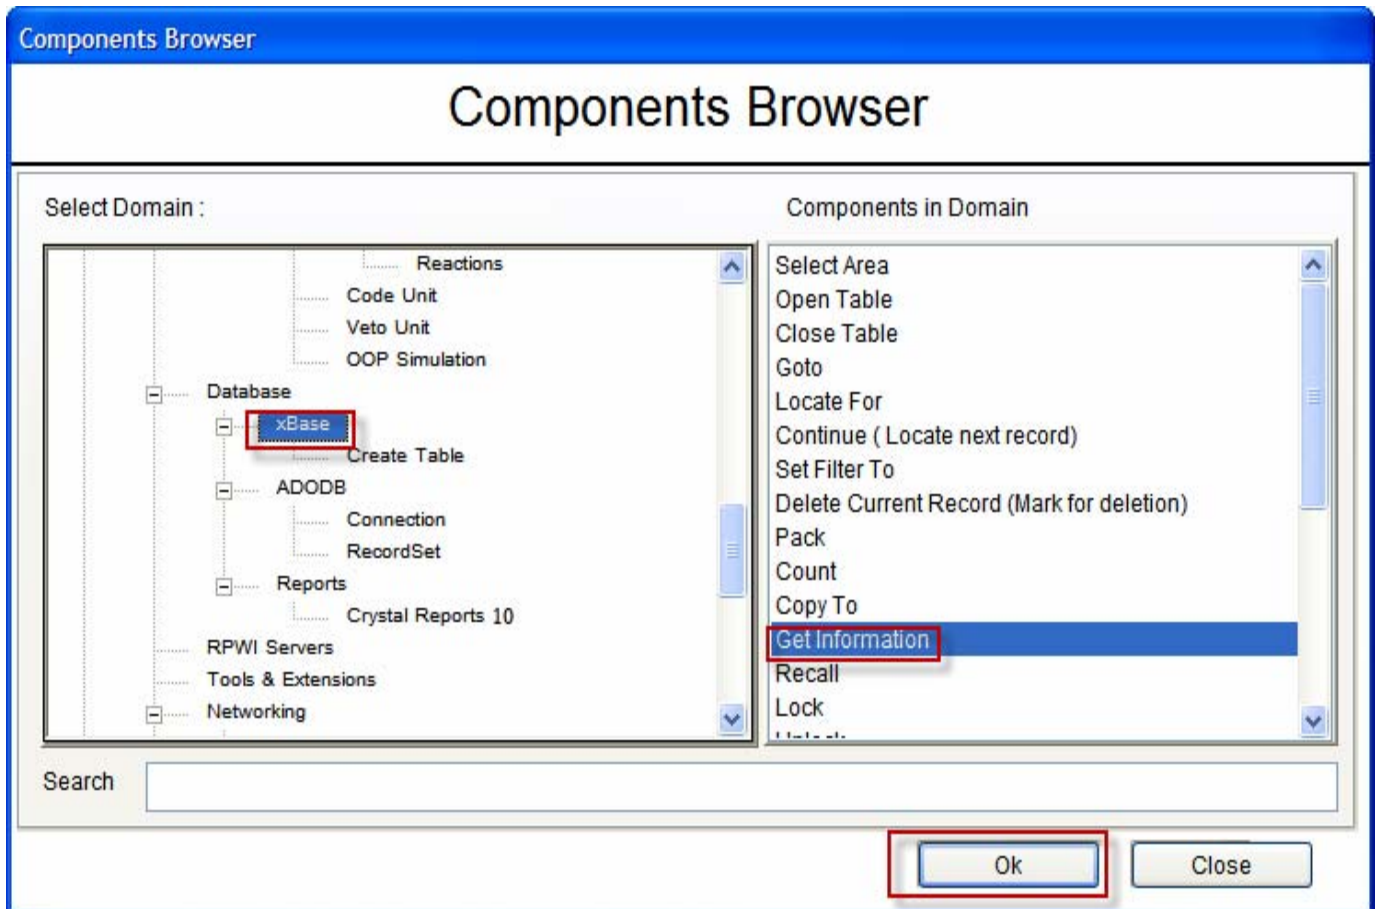 Components Browser
Components Browser
Select Domain :
Components in Domain
Reactions
Code Unit
Veto Unit
OOP Simulation
Database
xBase
Create Table
ADODB
Connection
RecordSet
Reports
Crystal Reports 10
RPWI Servers
Tools & Extensions
Networking
Select Area
Open Table
Close Table
Goto
Locate For
Continue ( Locate next record)
Set Filter To
Delete Current Record (Mark for deletion)
Pack
Count
Copy To
Get Information
Recall
Lock
Search
Ok
Close